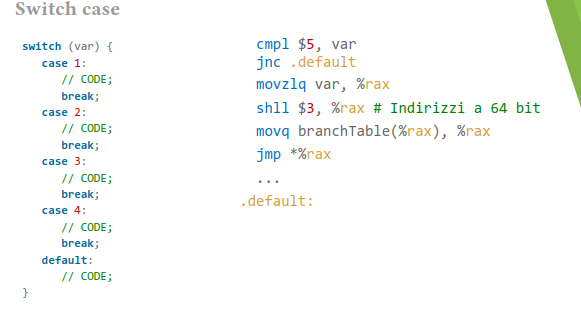 Switch case
switch (var) {
case 1:
// CODE;
break;
case 2:
// CODE;
break;
case 3:
// CODE;
break;
case 4:
// CODE;
break;
default:
// CODE;
}
cmpl $5, var
jnc .default
movzlq var, %rax
shll $3, %rax # Indirizzi a 64 bit
movq branchTable(%rax), %rax
jmp *%rax
...
.default: